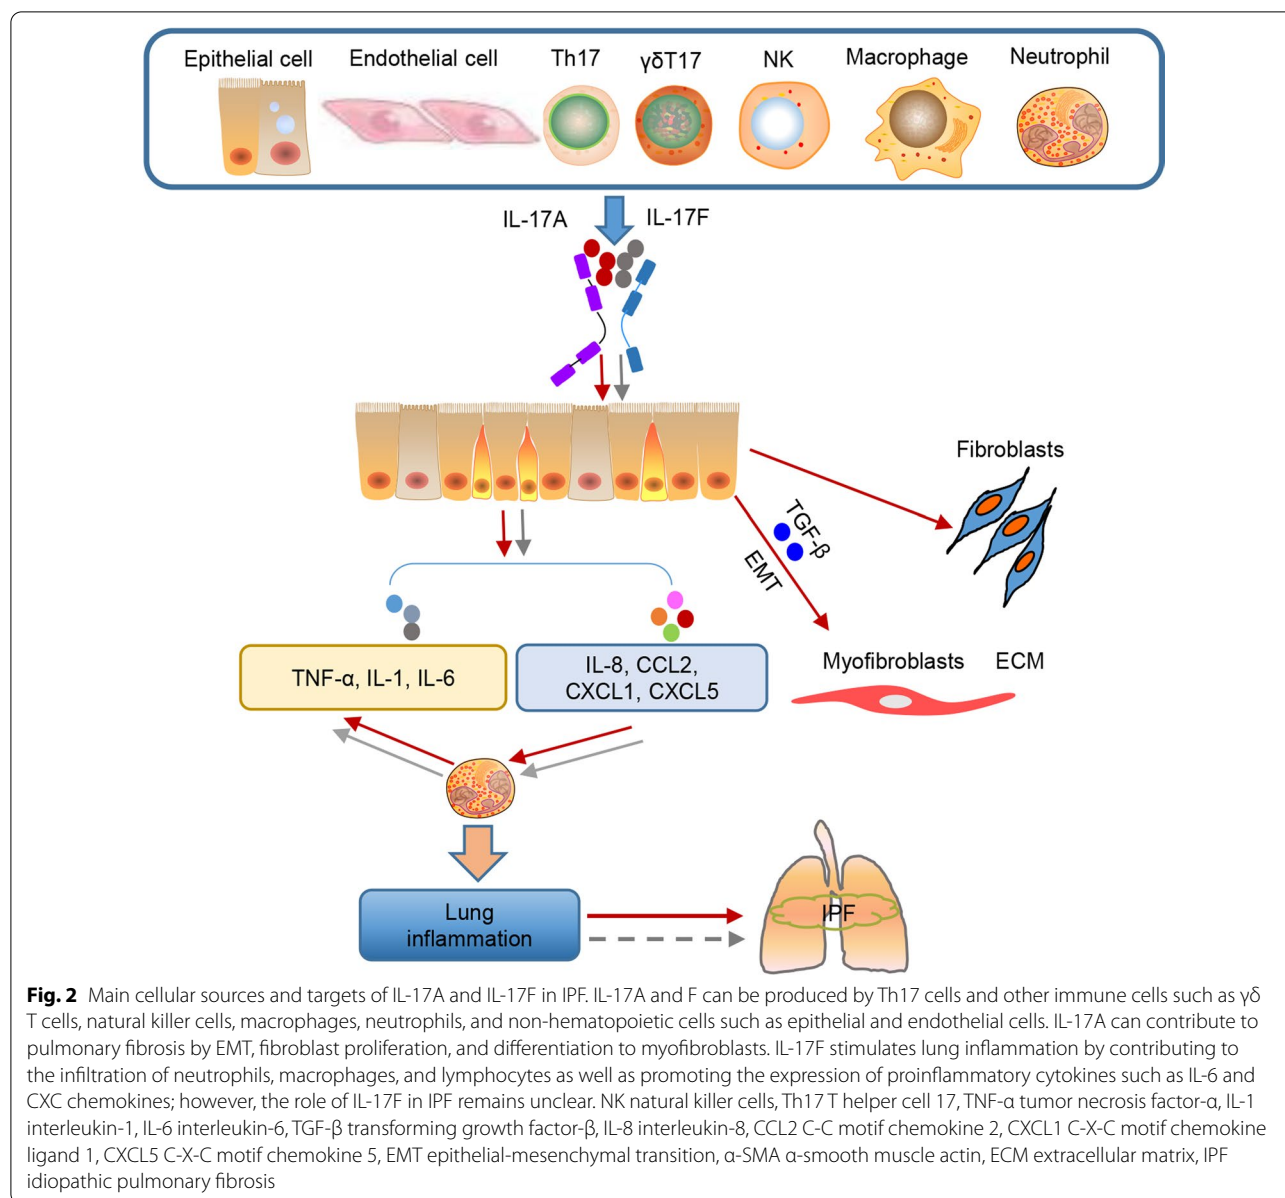 Epithelial cell
Endothelial cell
Th17
γδT17
NK
Macrophage
Neutrophil
IL-17A
IL-17F
Fibroblasts
TGF-β
EMT
TNF-α, IL-1, IL-6
IL-8, CCL2,
CXCL1, CXCL5
Myofibroblasts
ECM
Lung
inflammation
IPF
Fig. 2 Main cellular sources and targets of IL-17A and IL-17F in IPF. IL-17A and F can be produced by Th17 cells and other immune cells such as γδ
T cells, natural killer cells, macrophages, neutrophils, and non-hematopoietic cells such as epithelial and endothelial cells. IL-17A can contribute to
pulmonary fibrosis by EMT, fibroblast proliferation, and differentiation to myofibroblasts. IL-17F stimulates lung inflammation by contributing to
the infiltration of neutrophils, macrophages, and lymphocytes as well as promoting the expression of proinflammatory cytokines such as IL-6 and
CXC chemokines; however, the role of IL-17F in IPF remains unclear. NK natural killer cells, Th17 T helper cell 17, TNF-α tumor necrosis factor-α, IL-1
interleukin-1, IL-6 interleukin-6, TGF-β transforming growth factor-β, IL-8 interleukin-8, CCL2 C-C motif chemokine 2, CXCL1 C-X-C motif chemokine
ligand 1, CXCL5 C-X-C motif chemokine 5, EMT epithelial-mesenchymal transition, α-SMA α-smooth muscle actin, ECM extracellular matrix, IPF
idiopathic pulmonary fibrosis